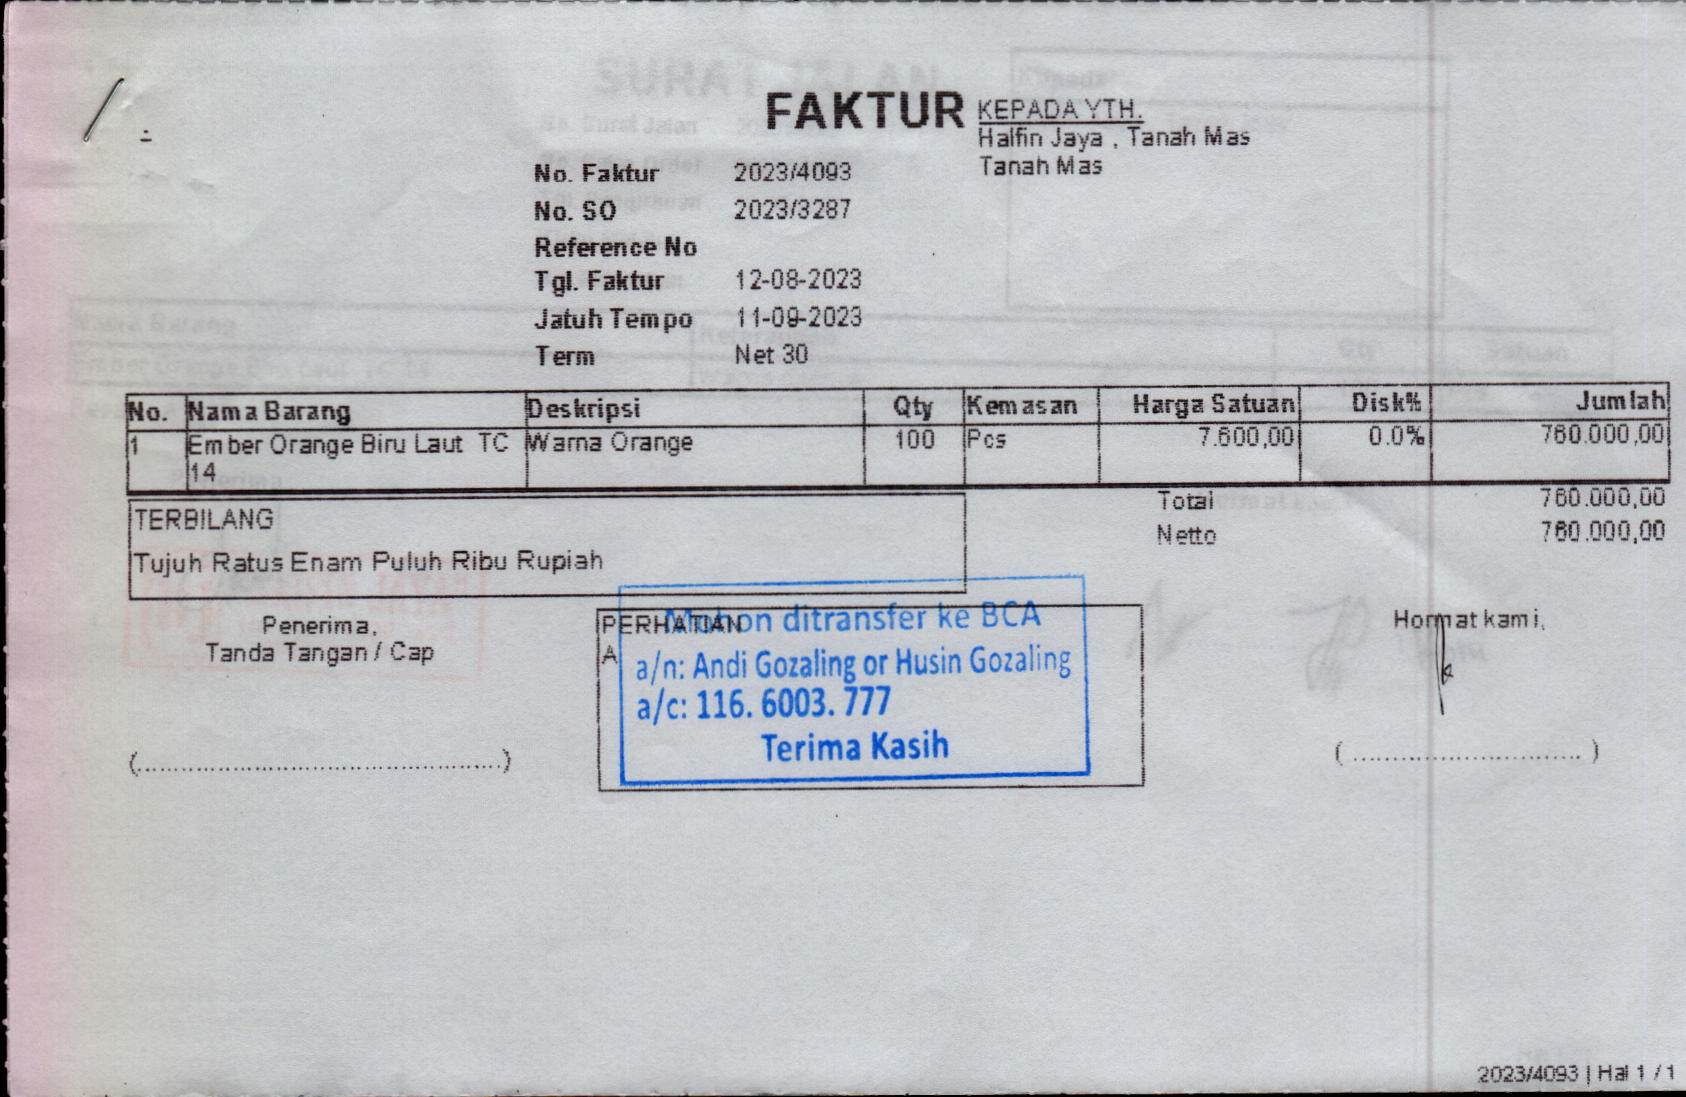 FAKTUR
KEPADA YTH.
Halfin Jaya , Tanah Mas
Tanah Mas
No. Faktur 2023/4093
No. SO 2023/3287
Reference No
Tgl. Faktur 12-08-2023
Jatuh Tempo 11-09-2023
Term Net 30
No. Nama Barang Deskripsi Qty Kemasan Harga Satuan Disk% Jumlah
1 Ember Orange Biru Laut TC Warna Orange 100 Pcs 7.600,00 0.0% 760.000,00
14
Total 760.000,00
Netto 760.000,00
TERBILANG
Tujuh Ratus Enam Puluh Ribu Rupiah
Penerima,
Tanda Tangan / Cap
(..............................................)
PERHATIAN
A
Mohon ditransfer ke BCA
a/n: Andi Gozaling or Husin Gozaling
a/c: 116. 6003. 777
Terima Kasih
Hormat kami,
( ............................. )
2023/4093 | Hal 1 / 1